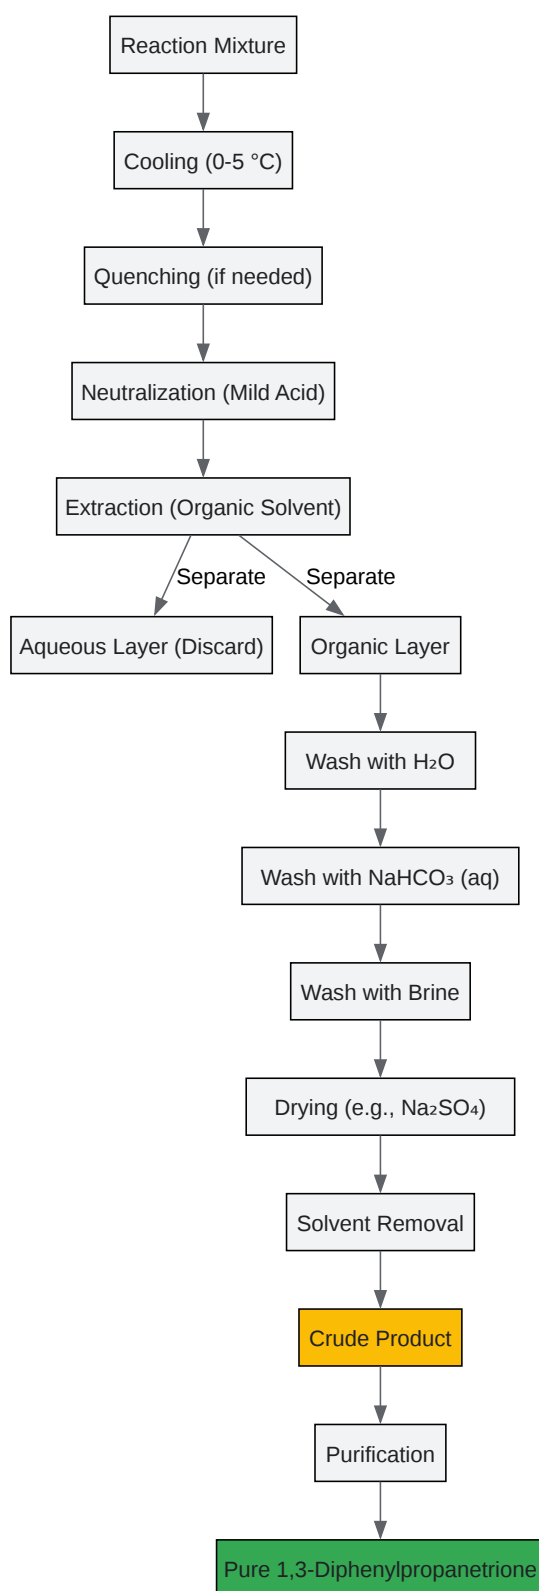 Reaction Mixture
Cooling (0-5 °C)
Quenching (if needed)
Neutralization (Mild Acid)
Extraction (Organic Solvent)
Separate
Separate
Aqueous Layer (Discard)
Organic Layer
Wash with H₂O
Wash with NaHCO₃ (aq)
Wash with Brine
Drying (e.g., Na₂SO₄)
Solvent Removal
Crude Product
Purification
Pure 1,3-Diphenylpropanetrione